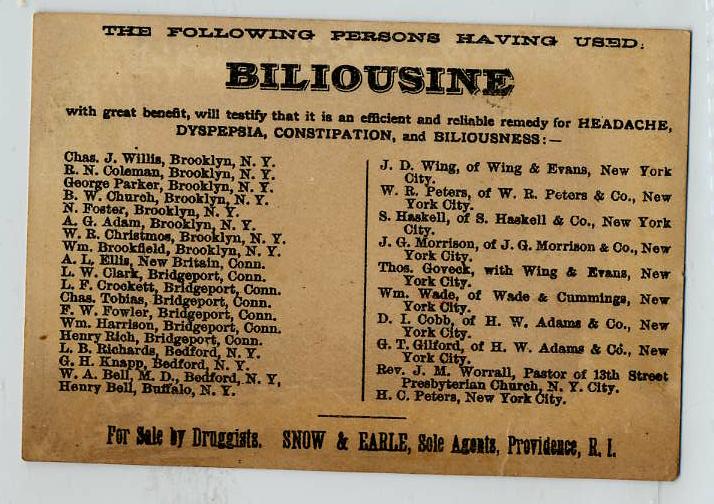 THE FOLLOWING PERSONS HAVING USED.
BILIOUSINE
with great benefit, will testify that it is an efficient and reliable remedy for HEADACHE,
DYSPEPSIA, CONSTIPATION, and BILIOUSNESS:—
Chas. J. Willis, Brooklyn, N. Y.
R. N. Coleman, Brooklyn, N. Y.
George Parker, Brooklyn, N. Y.
B. W. Church, Brooklyn, N. Y.
N. Foster, Brooklyn, N. Y.
A. G. Adam, Brooklyn, N. Y.
W. R. Christmos, Brooklyn, N. Y.
Wm. Brookfield, Brooklyn, N. Y.
A. L. Ellis, New Britain, Conn.
L. W. Clark, Bridgeport, Conn.
L. F. Crockett, Bridgeport, Conn.
Chas. Tobias, Bridgeport, Conn.
F. W. Fowler, Bridgeport, Conn.
Wm. Harrison, Bridgeport, Conn.
Henry Rich, Bridgeport, Conn.
L. B. Richards, Bedford, N. Y.
G. H. Knapp, Bedford, N. Y.
W. A. Bell, M. D., Bedford, N. Y,
Henry Bell, Buffalo, N. Y.
J. D. Wing, of Wing & Evans, New York
City.
W. R. Peters, of W. R. Peters & Co., New
York City.
S. Haskell, of S. Haskell & Co., New York
City.
J. G. Morrison, of J. G. Morrison & Co., New
York City.
Thos. Goveck, with Wing & Evans, New
York City.
Wm. Wade, of Wade & Cummings, New
York City.
D. I. Cobb, of H. W. Adams & Co., New
York City.
G. T. Gilford, of H. W. Adams & Co., New
York City.
Rev. J. M. Worrall, Pastor of 13th Street
Presbyterian Church, N. Y. City.
H. C. Peters, New York City.
For Sale by Druggists. SNOW & EARLE, Sole Agents, Providence, R. I.